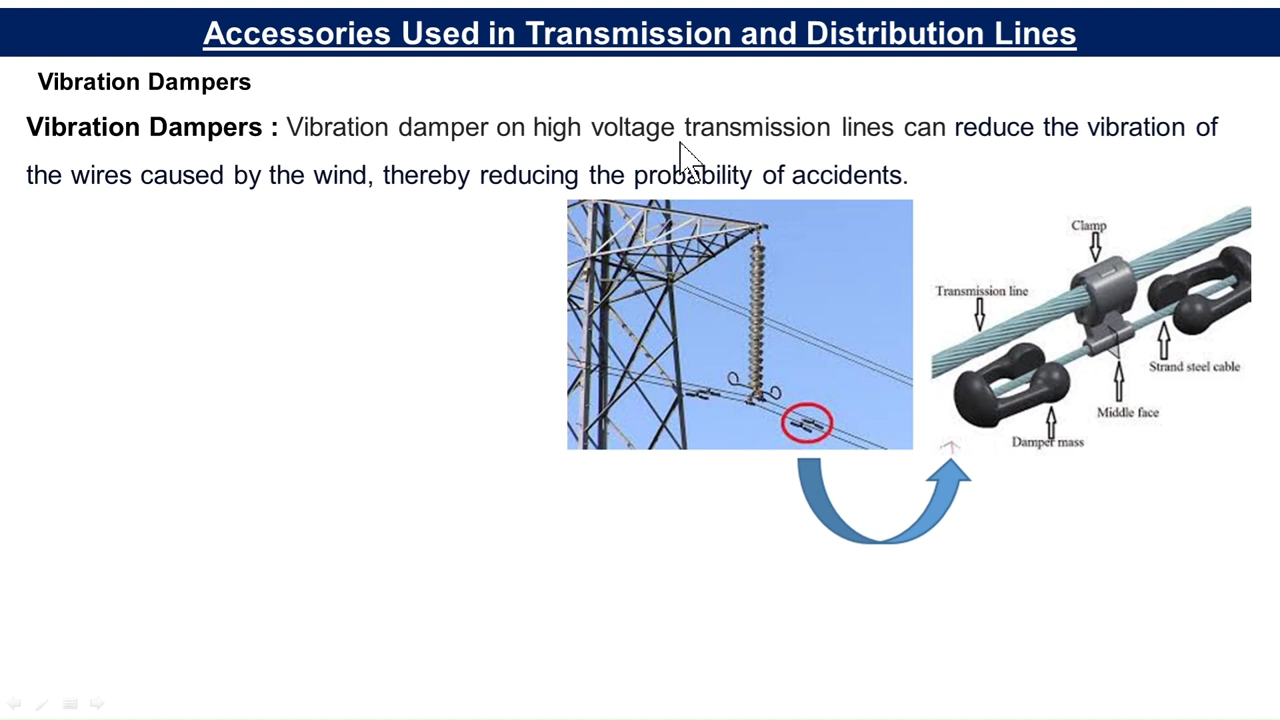 Accessories Used in Transmission and Distribution Lines
Vibration Dampers
Vibration Dampers : Vibration damper on high voltage transmission lines can reduce the vibration of
the wires caused by the wind, thereby reducing the probability of accidents.
Clamp
Transmission line
Strand steel cable
Middle face
Damper mass